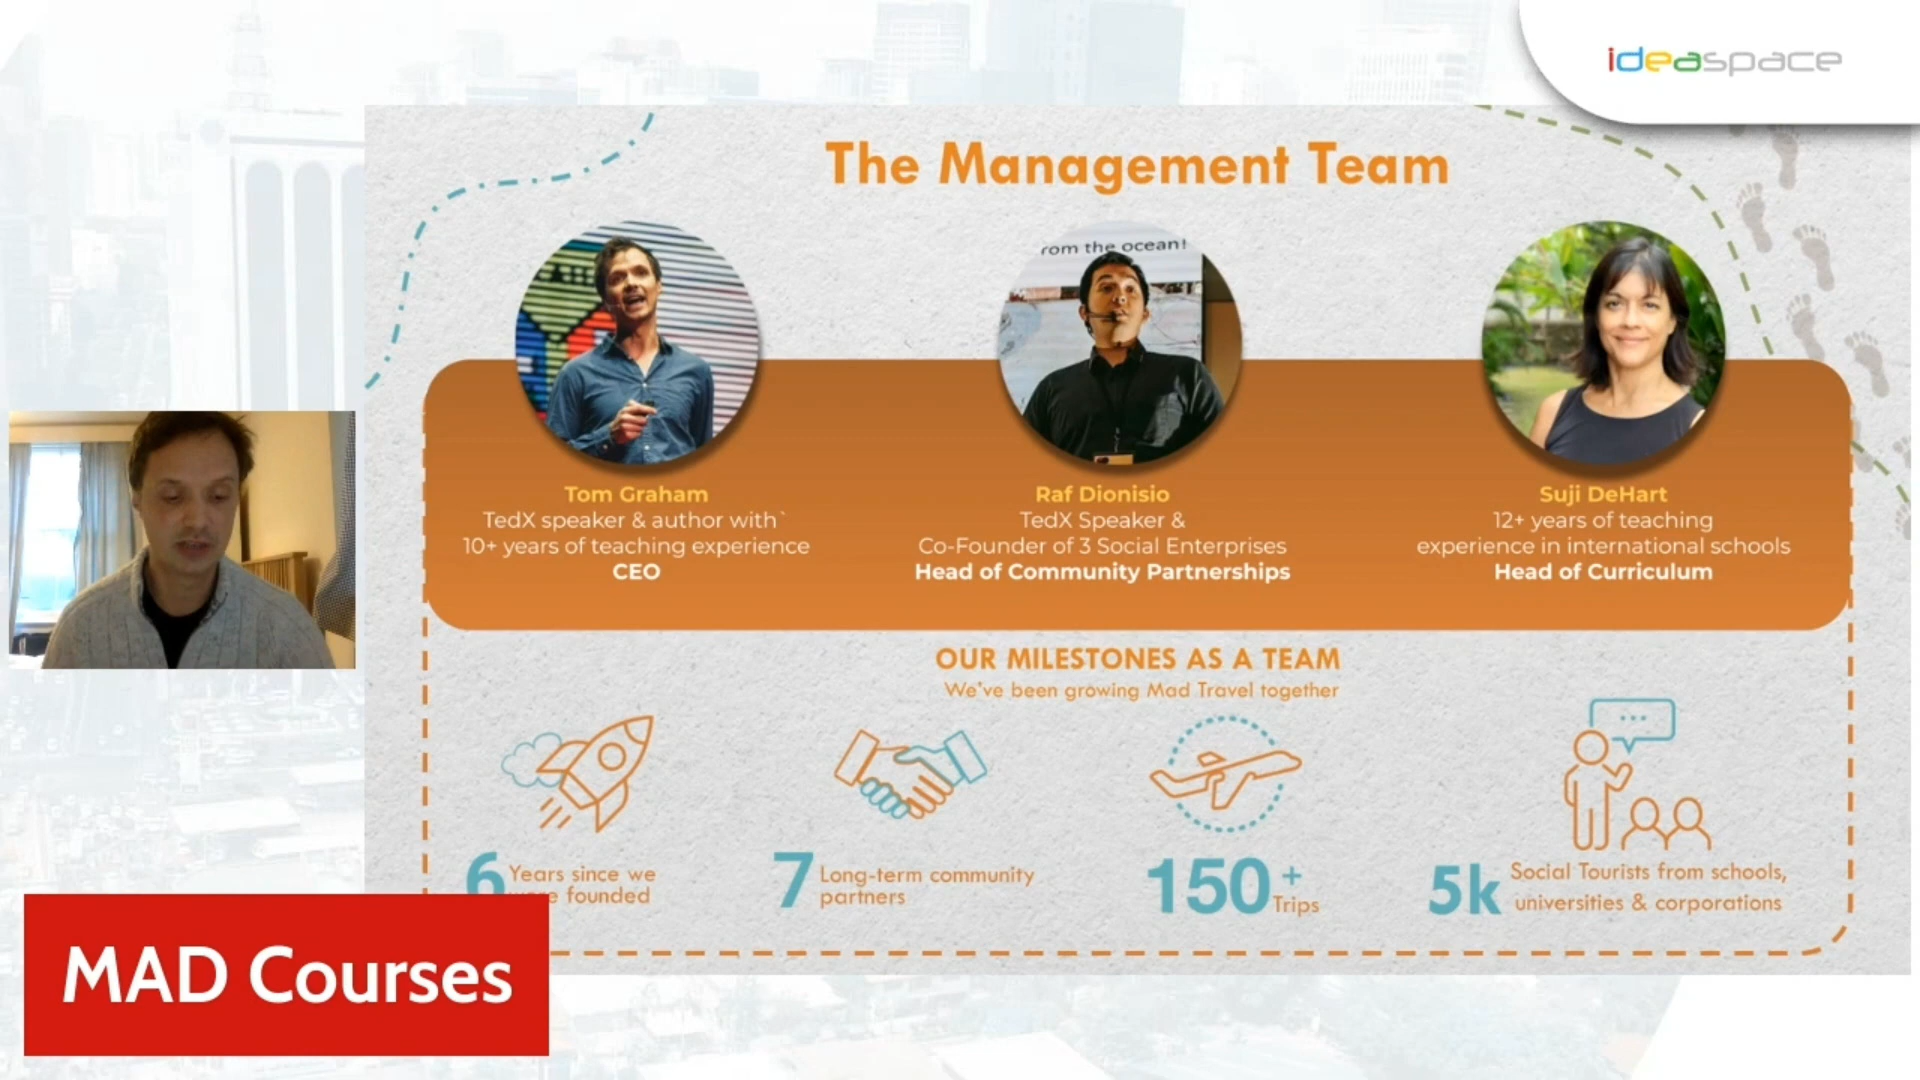 ideaspace
The Management Team
rom the ocean!
Tom Graham
TedX speaker & author with`
10+ years of teaching experience
CEO
Raf Dionisio
TedX Speaker &
Co-Founder of 3 Social Enterprises
Head of Community Partnerships
Suji DeHart
12+ years of teaching
experience in international schools
Head of Curriculum
OUR MILESTONES AS A TEAM
We've been growing Mad Travel together
6 Years since we
founded
7 Long-term community
partners
150+
Trips
5k Social Tourists from schools,
universities & corporations
MAD Courses